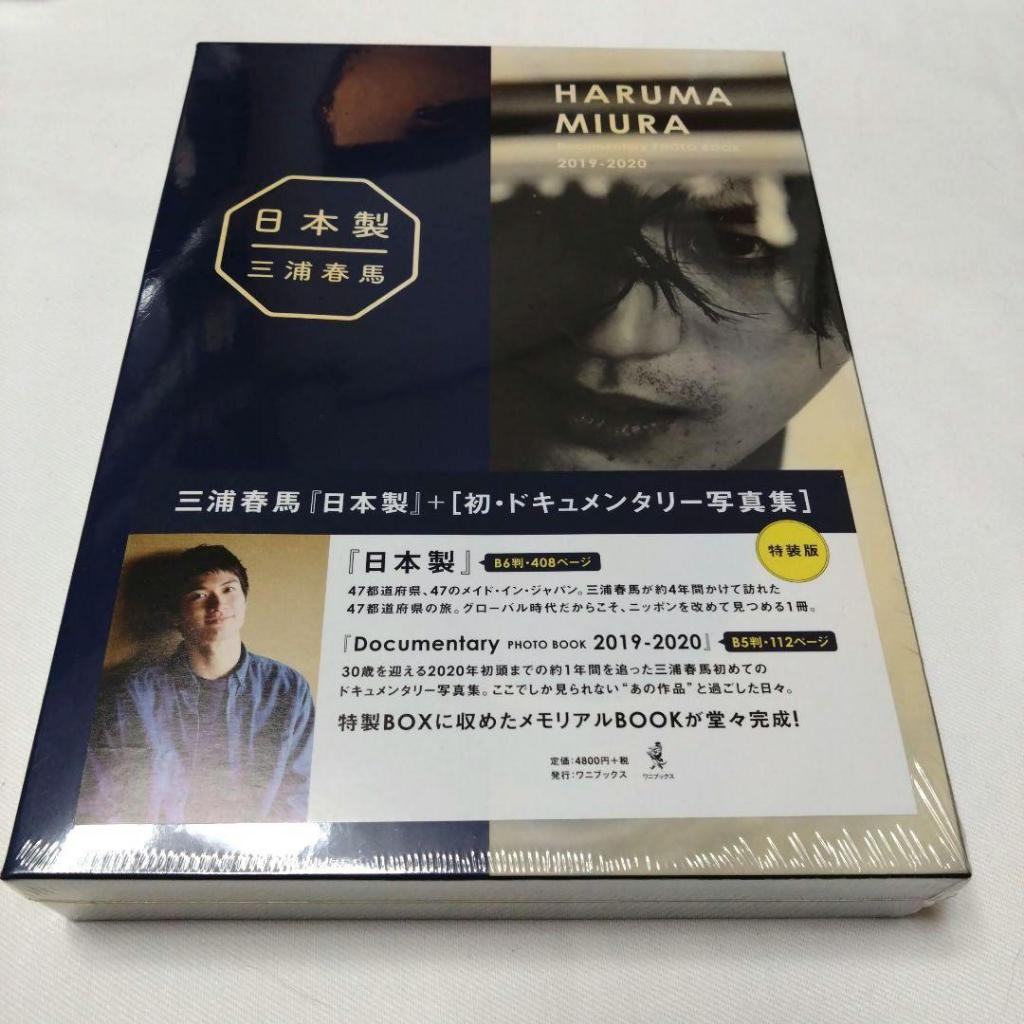 日本製
三浦春馬
HARUMA
MIURA
Documentary PHOTO BOOK
2019-2020
三浦春馬『日本製』+[初・ドキュメンタリー写真集]
特装版
『日本製』 B6判・408ページ
47都道府県、47のメイド・イン・ジャパン。三浦春馬が約4年間かけて訪れた
47都道府県の旅。グローバル時代だからこそ、ニッポンを改めて見つめる1冊。
『Documentary PHOTO BOOK 2019-2020』 B5判・112ページ
30歳を迎える2020年初頭までの約1年間を追った三浦春馬初めての
ドキュメンタリー写真集。ここでしか見られない“あの作品”と過ごした日々。
特製BOXに収めたメモリアルBOOKが堂々完成!
定価:4800円+税
発行:ワニブックス
ワニブックス